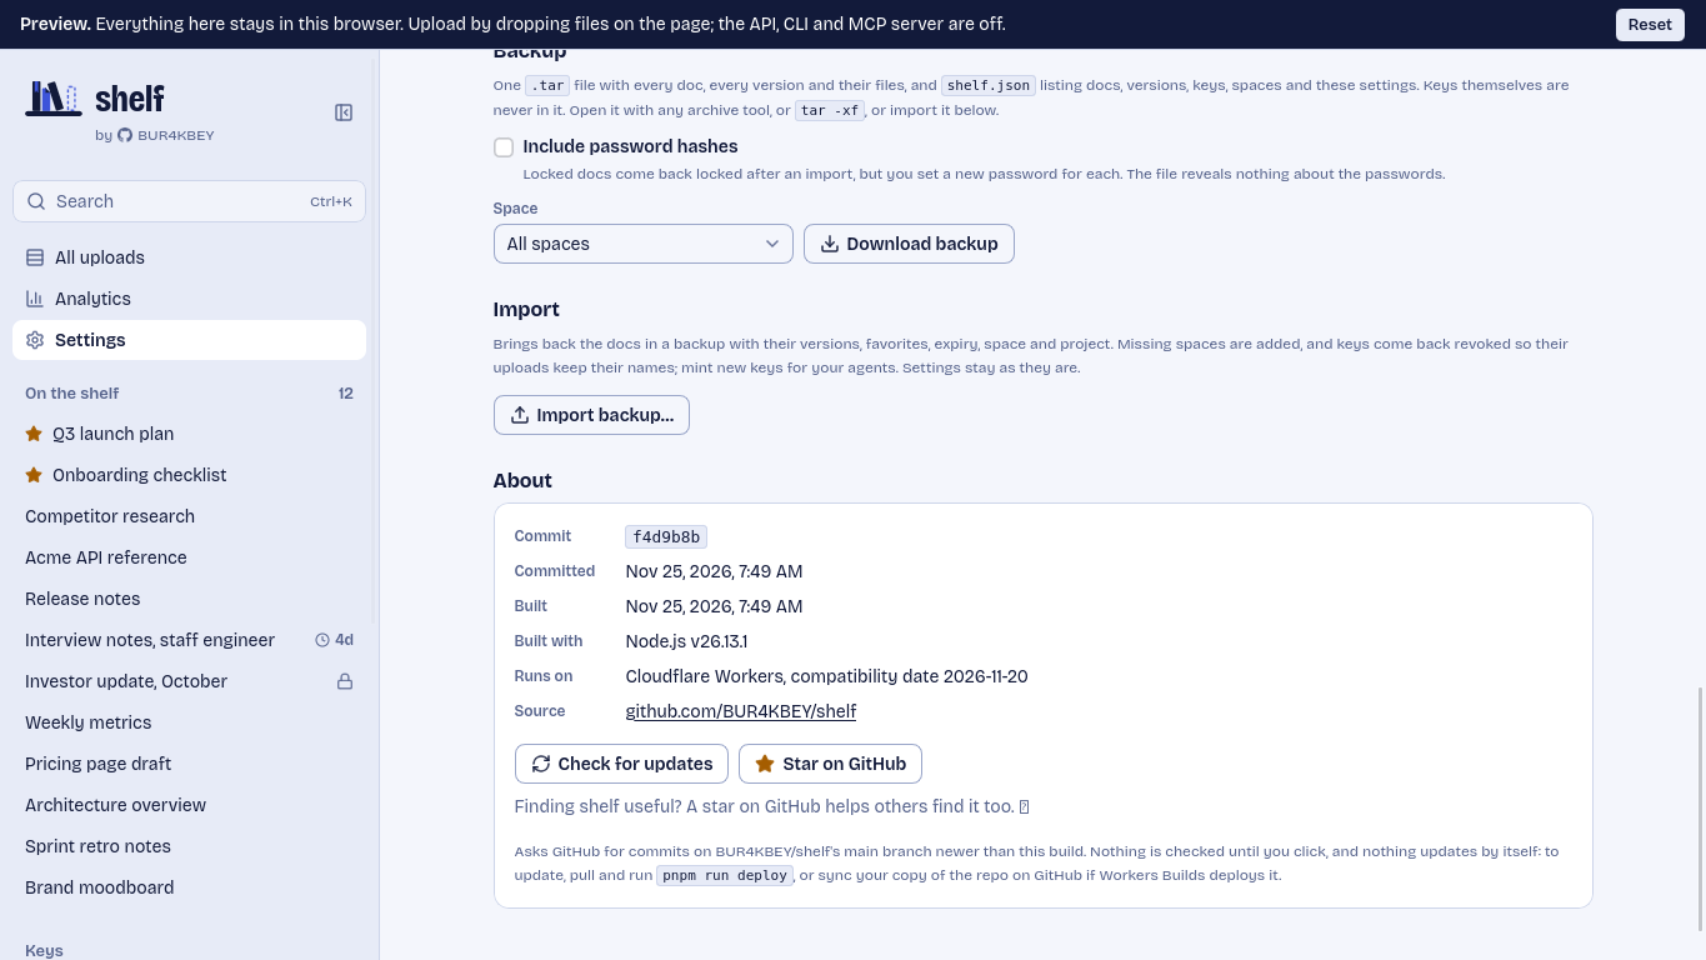 Preview. Everything here stays in this browser. Upload by dropping files on the page; the API, CLI and MCP server are off.
Reset
shelf
by BUR4KBEY
Search
Ctrl+K
All uploads
Analytics
Settings
On the shelf
12
Q3 launch plan
Onboarding checklist
Competitor research
Acme API reference
Release notes
Interview notes, staff engineer
4d
Investor update, October
Weekly metrics
Pricing page draft
Architecture overview
Sprint retro notes
Brand moodboard
Keys
Backup
One .tar file with every doc, every version and their files, and shelf.json listing docs, versions, keys, spaces and these settings. Keys themselves are
never in it. Open it with any archive tool, or tar -xf, or import it below.
Include password hashes
Locked docs come back locked after an import, but you set a new password for each. The file reveals nothing about the passwords.
Space
All spaces
Download backup
Import
Brings back the docs in a backup with their versions, favorites, expiry, space and project. Missing spaces are added, and keys come back revoked so their
uploads keep their names; mint new keys for your agents. Settings stay as they are.
Import backup...
About
Commit f4d9b8b
Committed Nov 25, 2026, 7:49 AM
Built Nov 25, 2026, 7:49 AM
Built with Node.js v26.13.1
Runs on Cloudflare Workers, compatibility date 2026-11-20
Source github.com/BUR4KBEY/shelf
Check for updates
Star on GitHub
Finding shelf useful? A star on GitHub helps others find it too.
Asks GitHub for commits on BUR4KBEY/shelf's main branch newer than this build. Nothing is checked until you click, and nothing updates by itself: to
update, pull and run pnpm run deploy, or sync your copy of the repo on GitHub if Workers Builds deploys it.